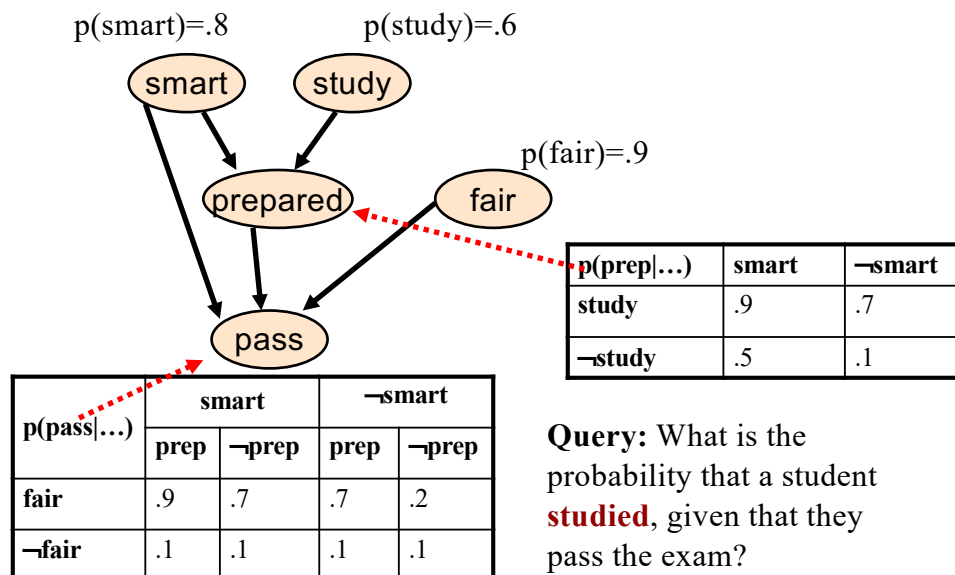 p(smart)=.8 p(study)=.6
smart study
p(fair)=.9
prepared fair
p(prep|…) smart ¬smart
study .9 .7
¬study .5 .1
pass
p(pass|…) smart ¬smart
prep ¬prep prep ¬prep
fair .9 .7 .7 .2
¬fair .1 .1 .1 .1
Query: What is the
probability that a student
studied, given that they
pass the exam?